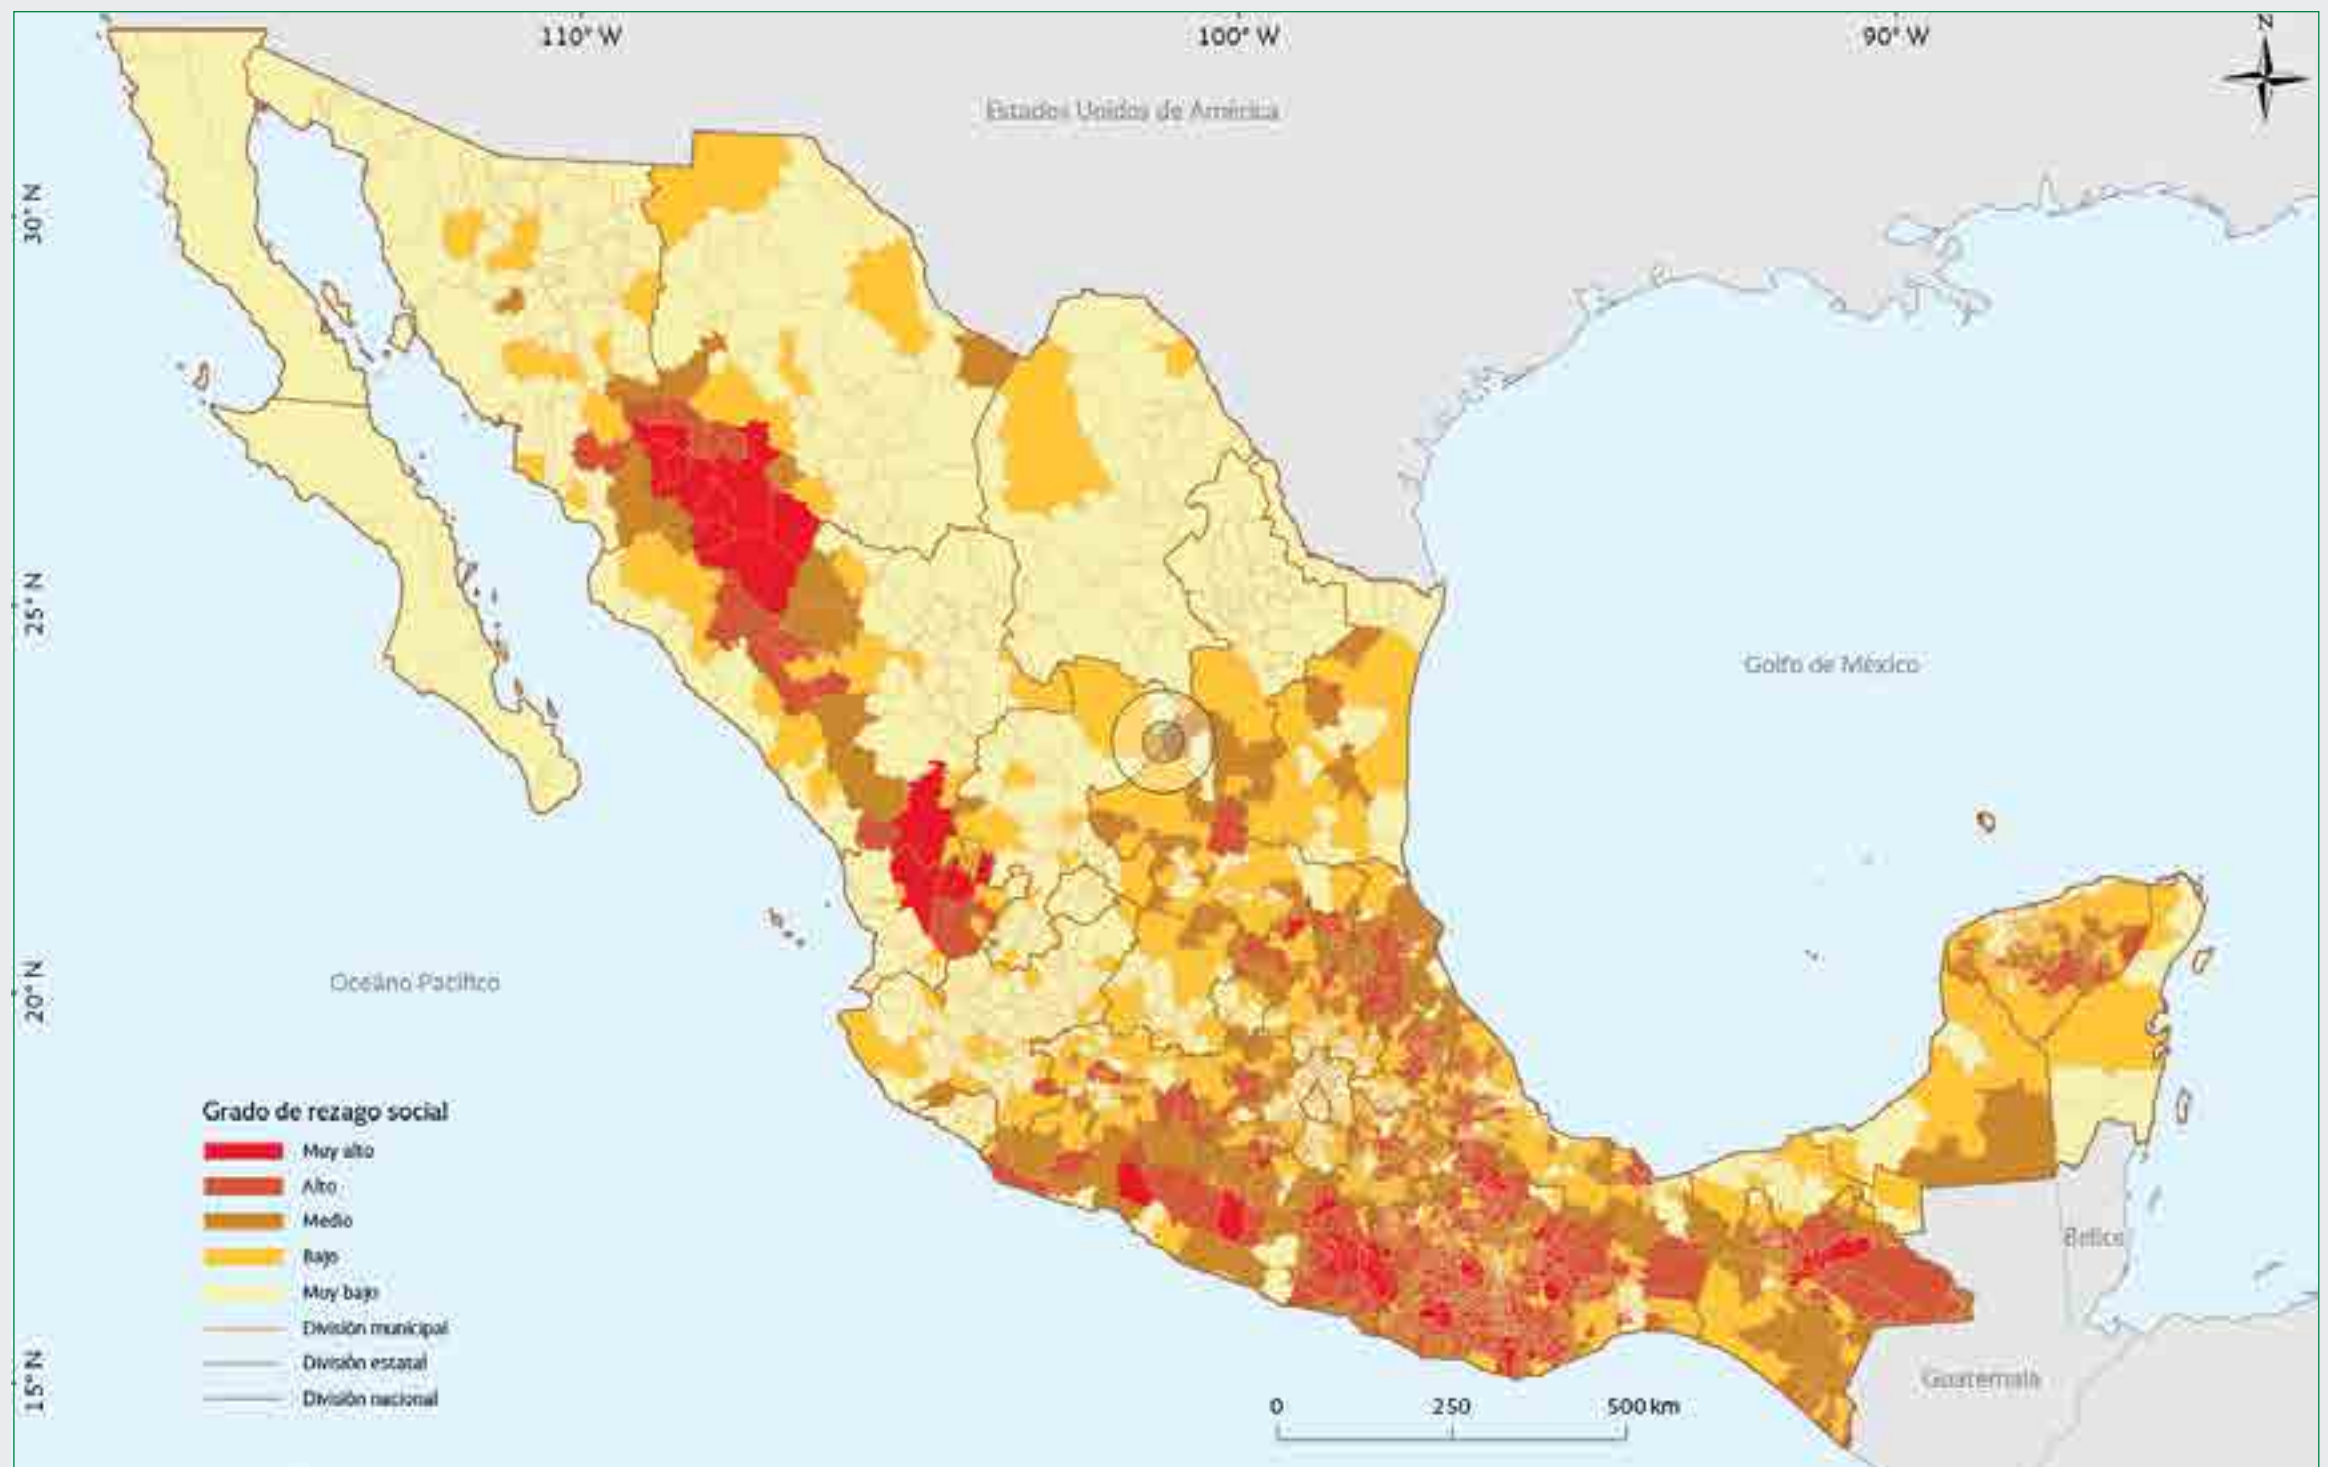 110° W
100° W
90° W
N
Estados Unidos de América
30° N
25° N
Golfo de México
20° N
Oceáno Pacífico
Grado de rezago social
Muy alto
Alto
Medio
Bajo
Muy bajo
División municipal
División estatal
División nacional
Belice
Guatemala
15° N
0
250
500 km